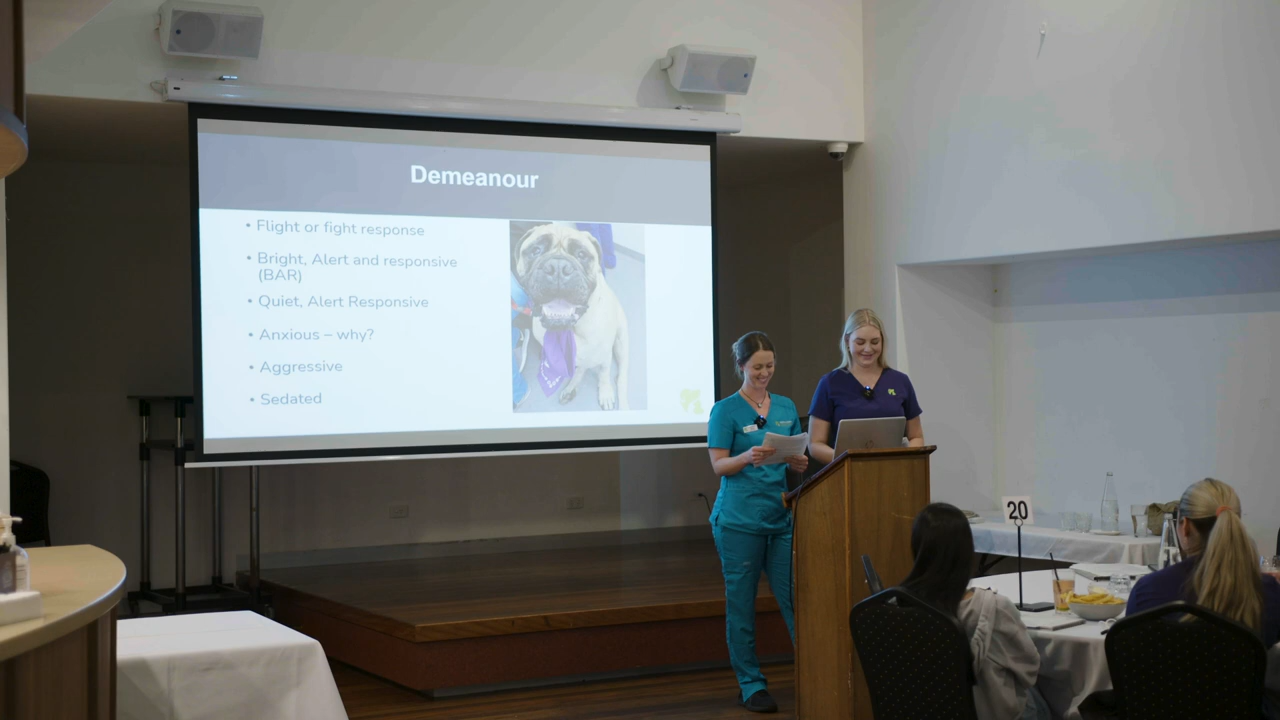 Demeanour
• Flight or fight response
• Bright, Alert and responsive
(BAR)
• Quiet, Alert Responsive
• Anxious – why?
• Aggressive
• Sedated
20